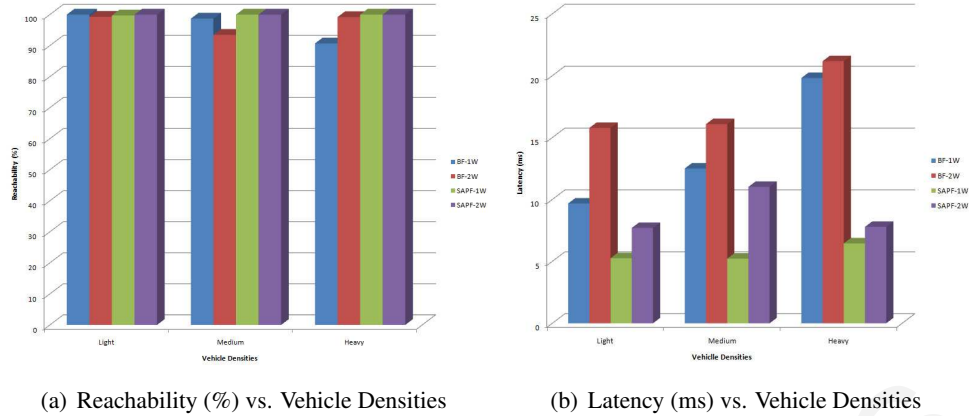 100
90
80
70
60
50
40
30
20
10
0
Reachability (%)
Light
Medium
Heavy
Vehicle Densities
BF-1W
BF-2W
SAPF-1W
SAPF-2W
(a) Reachability (%) vs. Vehicle Densities
25
20
15
10
5
0
Latency (ms)
Light
Medium
Heavy
Vehiclle Densities
BF-1W
BF-2W
SAPF-1W
SAPF-2W
(b) Latency (ms) vs. Vehicle Densities